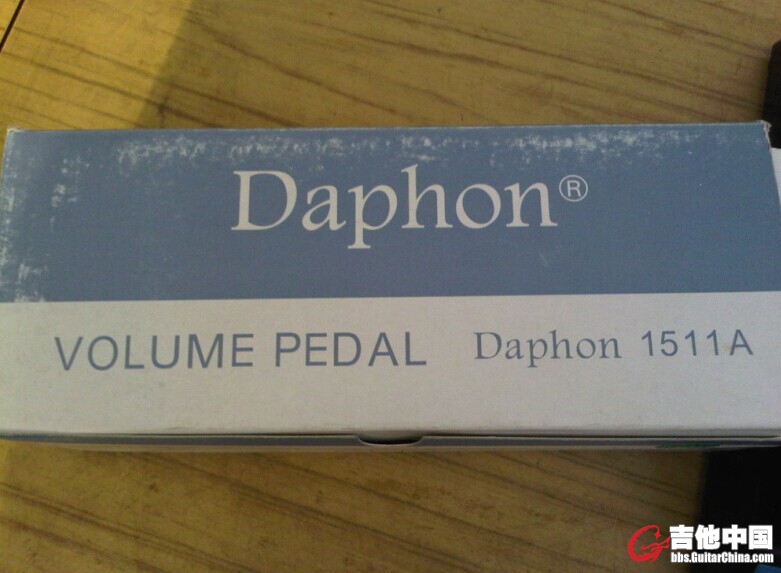 Daphon®
VOLUME PEDAL Daphon 1511A
吉他中国
bbs.GuitarChina.com